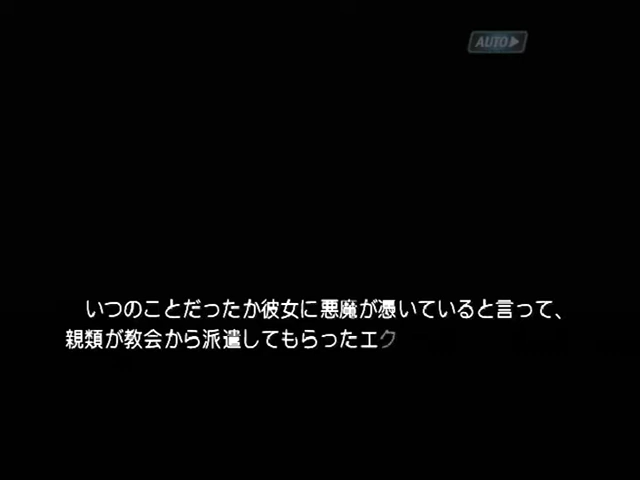 AUTO▶
いつのことだったか彼女に悪魔が憑いていると言って、
親類が教会から派遣してもらったエク